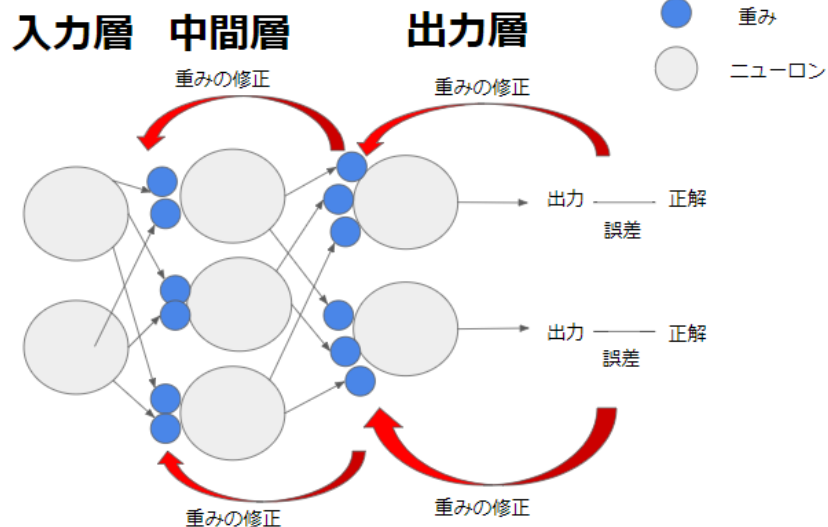 入力層 中間層 出力層
重み
ニューロン
重みの修正
重みの修正
出力 正解
誤差
出力 正解
誤差
重みの修正
重みの修正